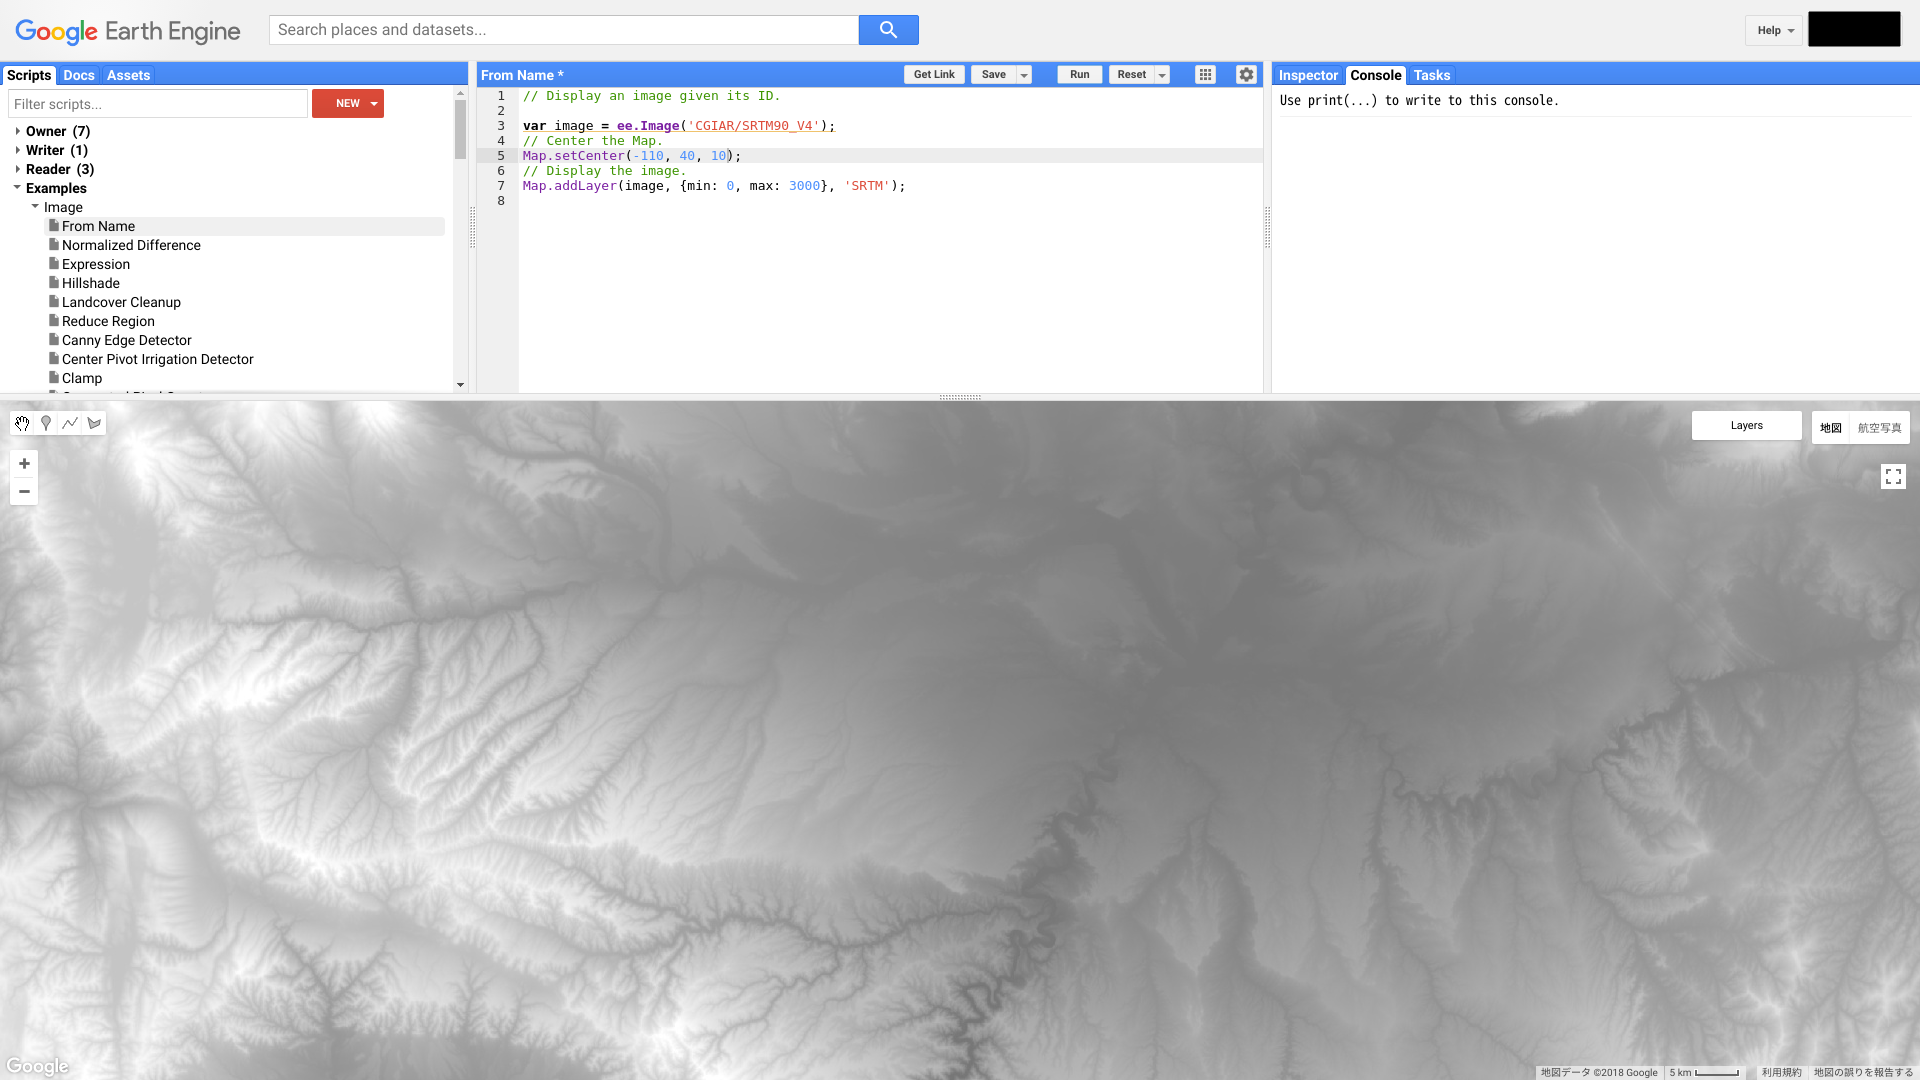 Google Earth Engine
Search places and datasets...
Help
Scripts Docs Assets
Filter scripts...
NEW
Owner (7)
Writer (1)
Reader (3)
Examples
Image
From Name
Normalized Difference
Expression
Hillshade
Landcover Cleanup
Reduce Region
Canny Edge Detector
Center Pivot Irrigation Detector
Clamp
From Name *
Get Link
Save
Run
Reset
1 // Display an image given its ID.
2
3 var image = ee.Image('CGIAR/SRTM90_V4');
4 // Center the Map.
5 Map.setCenter(-110, 40, 10);
6 // Display the image.
7 Map.addLayer(image, {min: 0, max: 3000}, 'SRTM');
8
Inspector Console Tasks
Use print(...) to write to this console.
Layers
地図 航空写真
Google
地図データ ©2018 Google 5 km 利用規約 地図の誤りを報告する